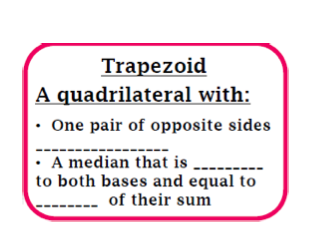 Trapezoid
A quadrilateral with:
• One pair of opposite sides
_________________
• A median that is _________
to both bases and equal to
________ of their sum